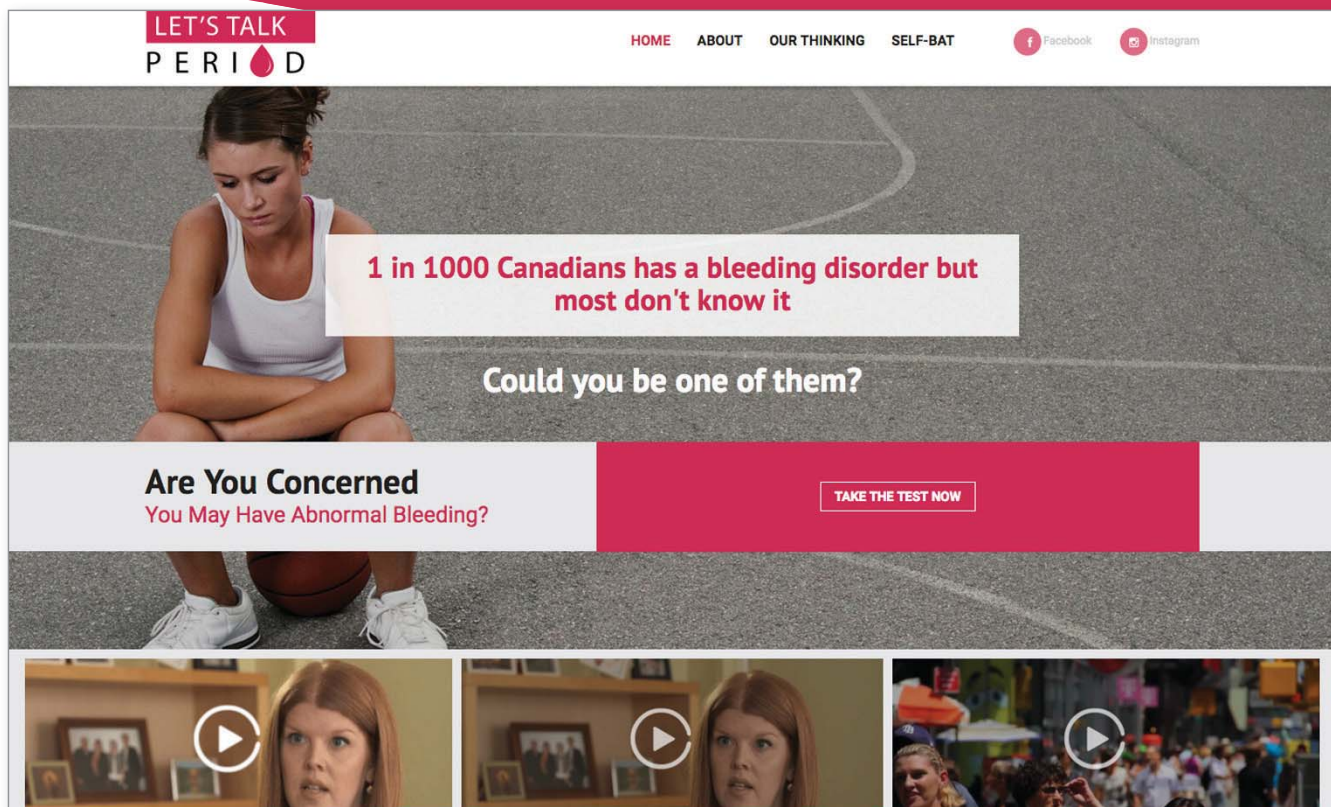 LET'S TALK
PERIOD
HOME ABOUT OUR THINKING SELF-BAT Facebook Instagram
1 in 1000 Canadians has a bleeding disorder but
most don't know it
Could you be one of them?
Are You Concerned
You May Have Abnormal Bleeding?
TAKE THE TEST NOW